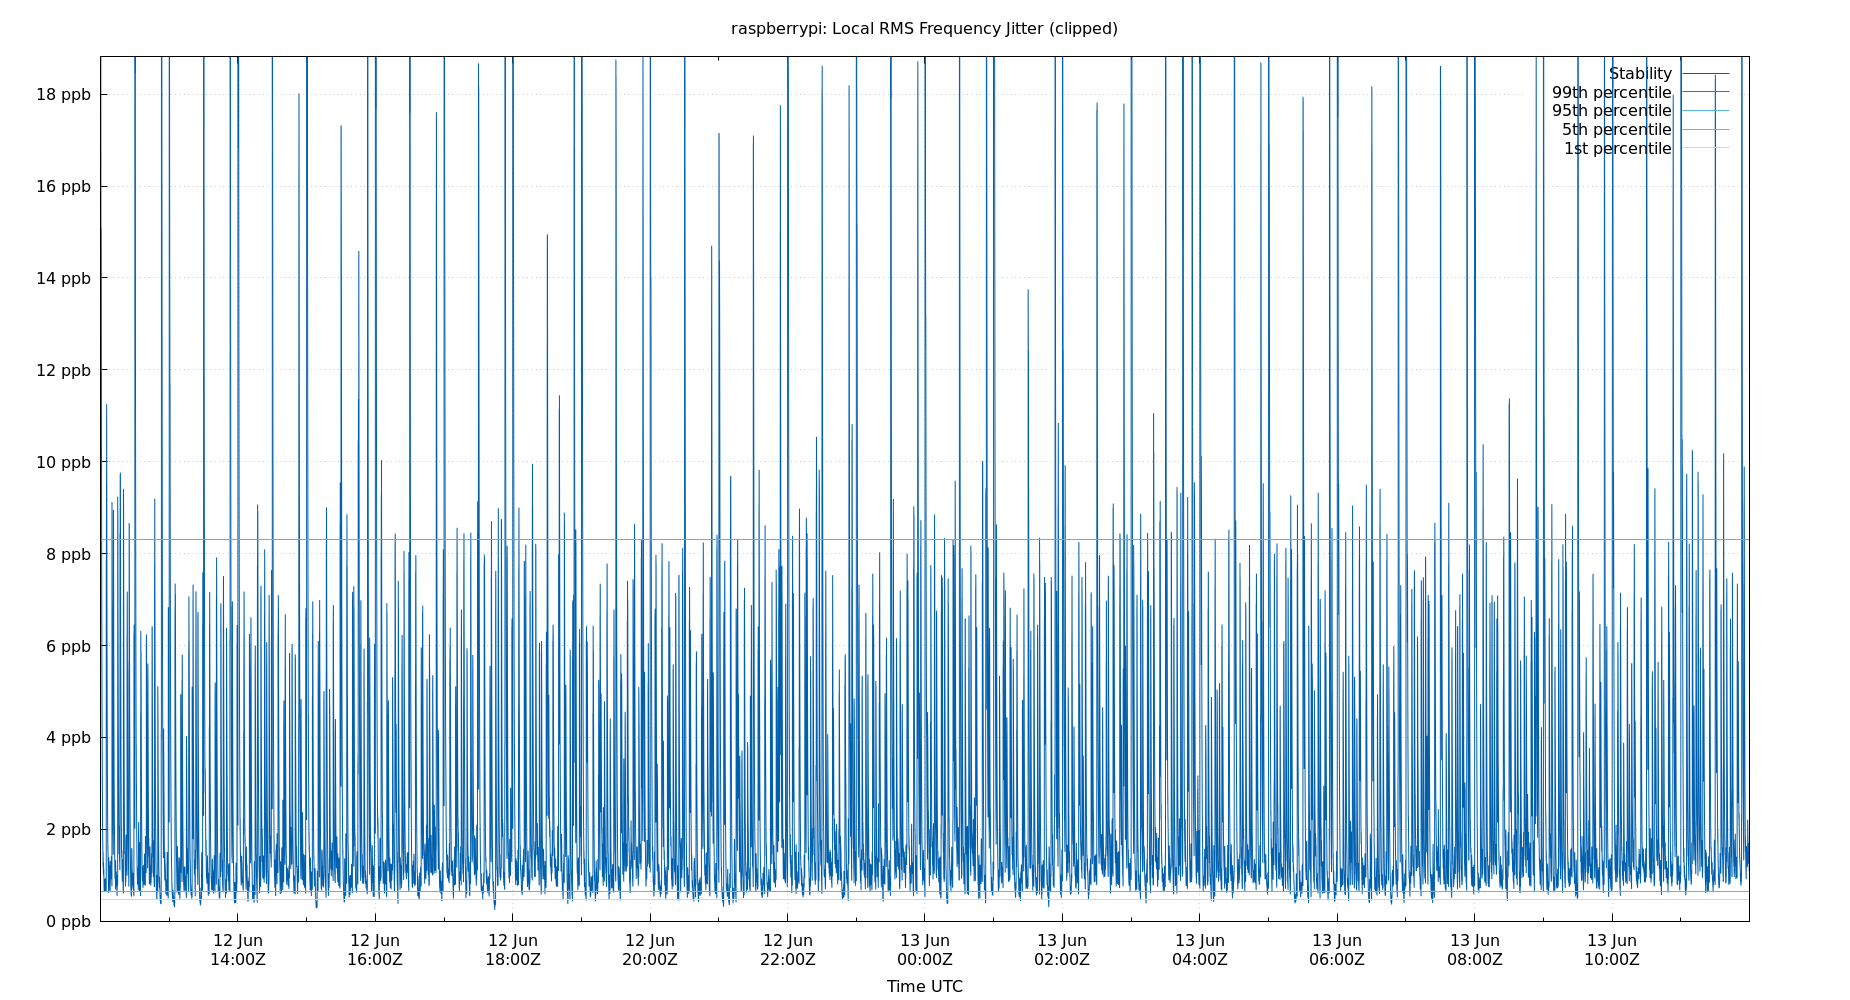 raspberrypi: Local RMS Frequency Jitter (clipped)
Stability
99th percentile
95th percentile
5th percentile
1st percentile
18 ppb
16 ppb
14 ppb
12 ppb
10 ppb
8 ppb
6 ppb
4 ppb
2 ppb
0 ppb
12 Jun 12 Jun 12 Jun 12 Jun 12 Jun 13 Jun 13 Jun 13 Jun 13 Jun 13 Jun 13 Jun
14:00Z 16:00Z 18:00Z 20:00Z 22:00Z 00:00Z 02:00Z 04:00Z 06:00Z 08:00Z 10:00Z
Time UTC